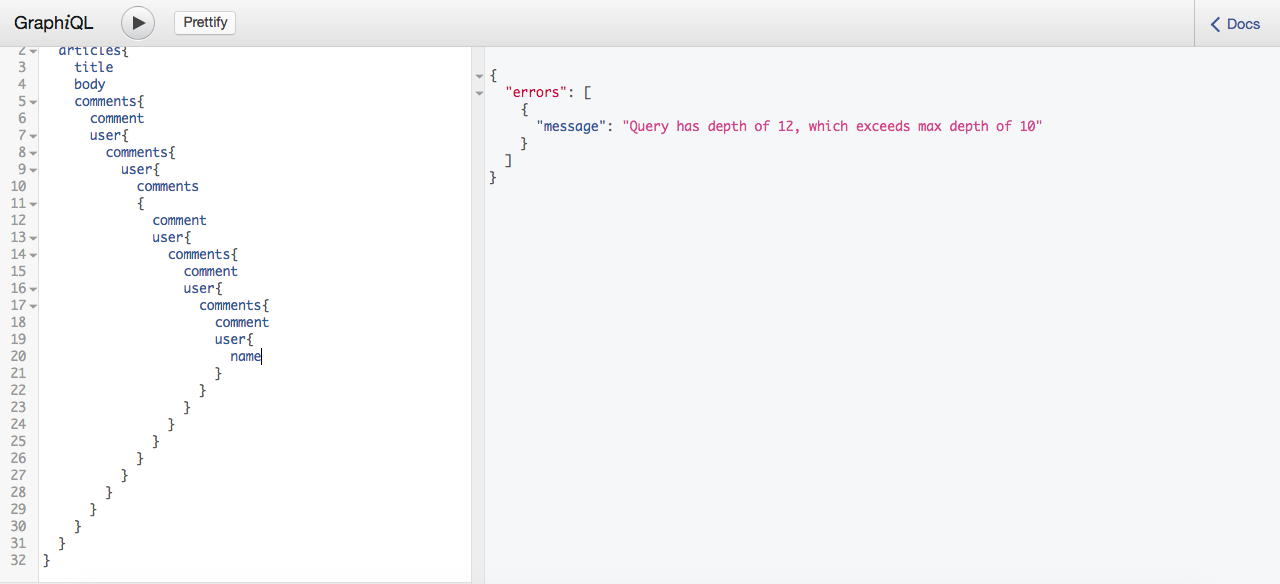 GraphiQL
Prettify
Docs
2 articles{
3 title
4 body
5 comments{
6 comment
7 user{
8 comments{
9 user{
10 comments
11 {
12 comment
13 user{
14 comments{
15 comment
16 user{
17 comments{
18 comment
19 user{
20 name
21 }
22 }
23 }
24 }
25 }
26 }
27 }
28 }
29 }
30 }
31 }
32 }
{
"errors": [
{
"message": "Query has depth of 12, which exceeds max depth of 10"
}
]
}